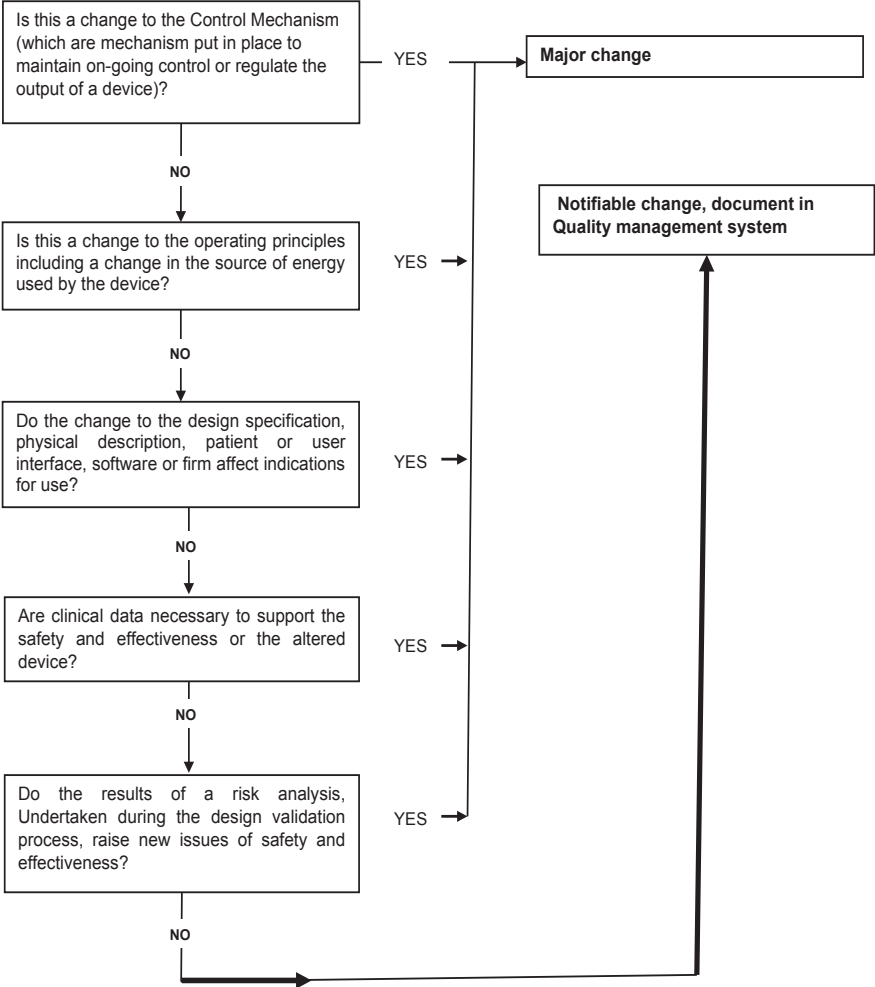 Is this a change to the Control Mechanism
(which are mechanism put in place to
maintain on-going control or regulate the
output of a device)?
YES
Major change
NO
Notifiable change, document in
Quality management system
Is this a change to the operating principles
including a change in the source of energy
used by the device?
YES
NO
Do the change to the design specification,
physical description, patient or user
interface, software or firm affect indications
for use?
YES
NO
Are clinical data necessary to support the
safety and effectiveness or the altered
device?
YES
NO
Do the results of a risk analysis,
Undertaken during the design validation
process, raise new issues of safety and
effectiveness?
YES
NO